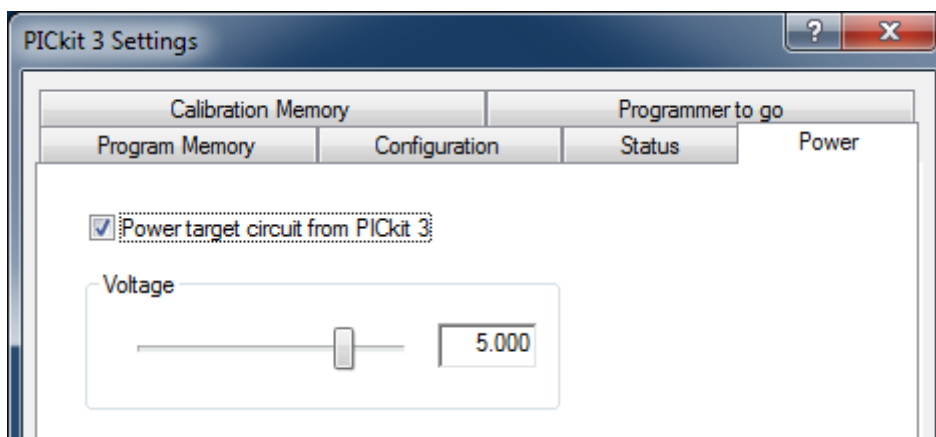 PICkit 3 Settings
?
X
Calibration Memory
Programmer to go
Program Memory
Configuration
Status
Power
Power target circuit from PICkit 3
Voltage
5.000